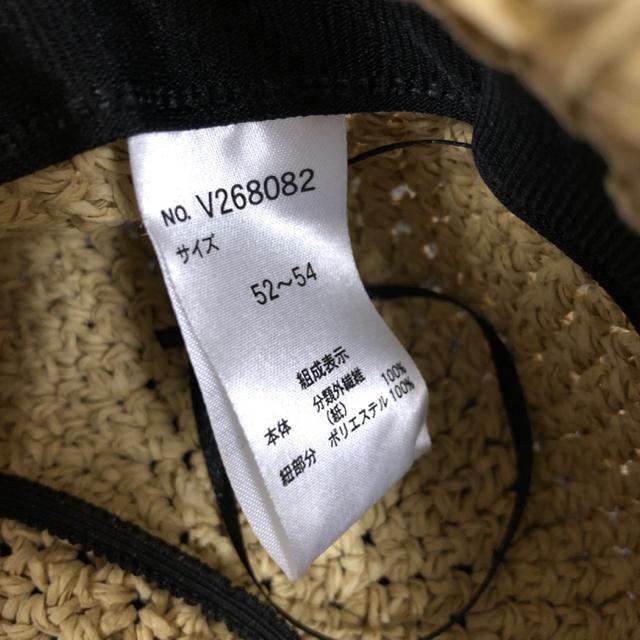 NO. V268082
サイズ
52～54
組成表示
本体 分類外繊維 100%
(紙)
紐部分 ポリエステル 100%